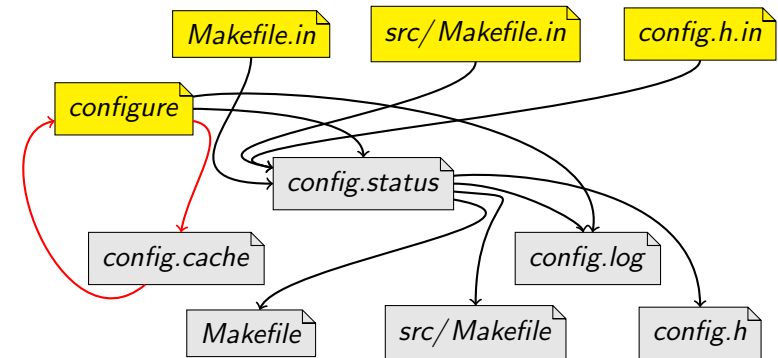 Makefile.in
src/Makefile.in
config.h.in
configure
config.status
config.cache
config.log
Makefile
src/Makefile
config.h